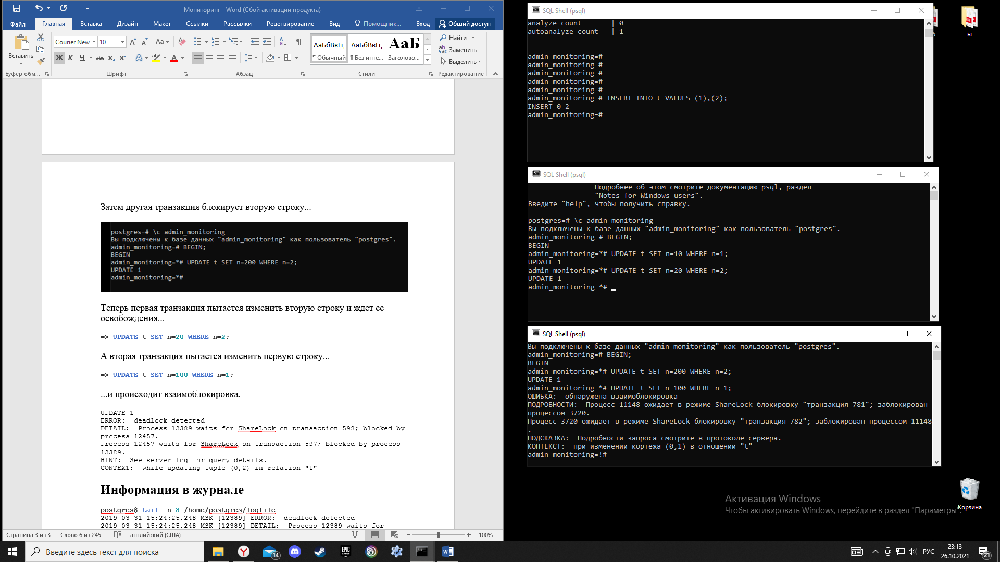 Мониторинг - Word (Сбой активации продукта)
Файл
Главная
Вставка
Дизайн
Макет
Ссылки
Рассылки
Рецензирование
Вид
Помощник...
Вход
Общий доступ
Вставить
Courier New
10
Aa
Ж К Ч abc x₂ x²
АаБбВвГг,
АаБбВвГг,
АаБ
¶ Обычный
¶ Без инте...
Заголово...
Найти
Заменить
Выделить
Буфер обм...
Шрифт
Абзац
Стили
Редактирование
Затем другая транзакция блокирует вторую строку...
postgres=# \c admin_monitoring
Вы подключены к базе данных "admin_monitoring" как пользователь "postgres".
admin_monitoring=# BEGIN;
BEGIN
admin_monitoring=*# UPDATE t SET n=200 WHERE n=2;
UPDATE 1
admin_monitoring=*#
Теперь первая транзакция пытается изменить вторую строку и ждет ее
освобождения...
=> UPDATE t SET n=20 WHERE n=2;
А вторая транзакция пытается изменить первую строку...
=> UPDATE t SET n=100 WHERE n=1;
...и происходит взаимоблокировка.
UPDATE 1
ERROR:  deadlock detected
DETAIL:  Process 12389 waits for ShareLock on transaction 598; blocked by
process 12457.
Process 12457 waits for ShareLock on transaction 597; blocked by process
12389.
HINT:  See server log for query details.
CONTEXT:  while updating tuple (0,2) in relation "t"
Информация в журнале
postgres$ tail -n 8 /home/postgres/logfile
2019-03-31 15:24:25.248 MSK [12389] ERROR:  deadlock detected
2019-03-31 15:24:25.248 MSK [12389] DETAIL:  Process 12389 waits for
Страница 3 из 3
Слово 6 из 245
английский (США)
100%
SQL Shell (psql)
analyze_count       | 0
autoanalyze_count   | 1
admin_monitoring=#
admin_monitoring=#
admin_monitoring=#
admin_monitoring=#
admin_monitoring=#
admin_monitoring=# INSERT INTO t VALUES (1),(2);
INSERT 0 2
admin_monitoring=#
SQL Shell (psql)
Подробнее об этом смотрите документацию psql, раздел
"Notes for Windows users".
Введите "help", чтобы получить справку.
postgres=# \c admin_monitoring
Вы подключены к базе данных "admin_monitoring" как пользователь "postgres".
admin_monitoring=# BEGIN;
BEGIN
admin_monitoring=*# UPDATE t SET n=10 WHERE n=1;
UPDATE 1
admin_monitoring=*# UPDATE t SET n=20 WHERE n=2;
UPDATE 1
admin_monitoring=*# _
SQL Shell (psql)
Вы подключены к базе данных "admin_monitoring" как пользователь "postgres".
admin_monitoring=# BEGIN;
BEGIN
admin_monitoring=*# UPDATE t SET n=200 WHERE n=2;
UPDATE 1
admin_monitoring=*# UPDATE t SET n=100 WHERE n=1;
ОШИБКА:  обнаружена взаимоблокировка
ПОДРОБНОСТИ:  Процесс 11148 ожидает в режиме ShareLock блокировку "транзакция 781"; заблокирован
процессом 3720.
Процесс 3720 ожидает в режиме ShareLock блокировку "транзакция 782"; заблокирован процессом 11148
.
ПОДСКАЗКА:  Подробности запроса смотрите в протоколе сервера.
КОНТЕКСТ:  при изменении кортежа (0,1) в отношении "t"
admin_monitoring=!#
б
ы
Активация Windows
Чтобы активировать Windows, перейдите в раздел "Параметры".
Корзина
Введите здесь текст для поиска
14
EPIC
GAMES
РУС
23:13
26.10.2021
21